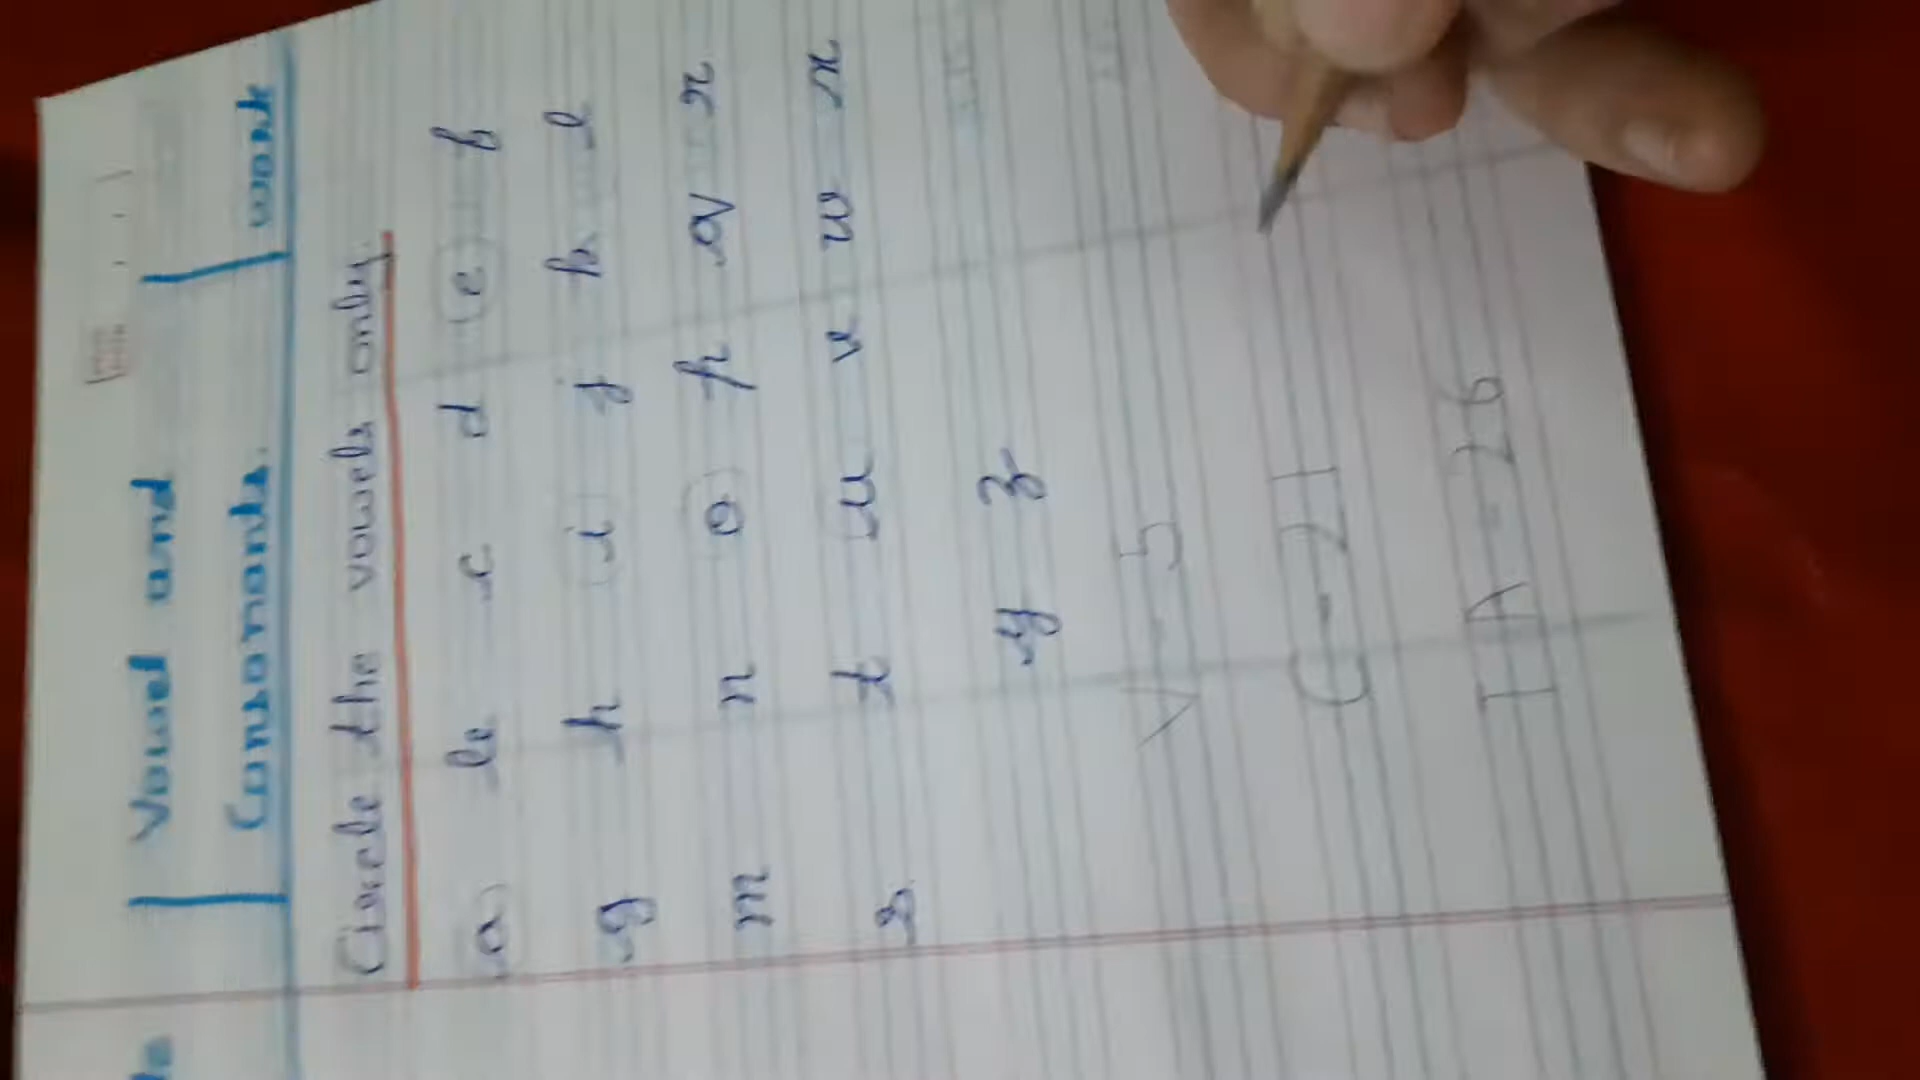 Vowel and
Consonants.
work
Circle the vowels only.
a b c d e f
g h i j k l
m n o p q r
s t u v w x
y z
V - 5
C - 21
TA - 26